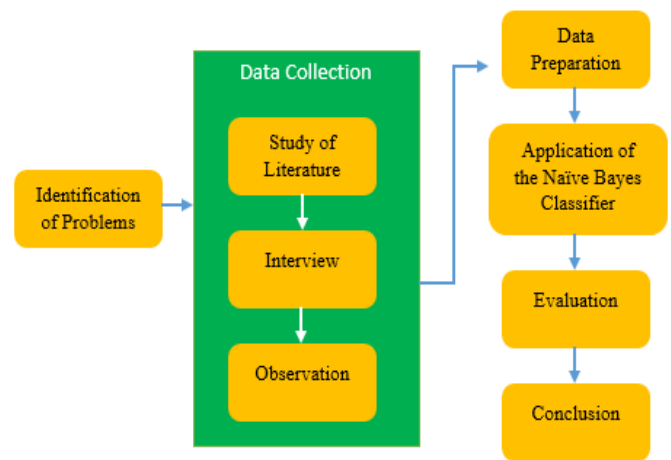 Identification
of Problems
Data Collection
Study of
Literature
Interview
Observation
Data
Preparation
Application of
the Naïve Bayes
Classifier
Evaluation
Conclusion